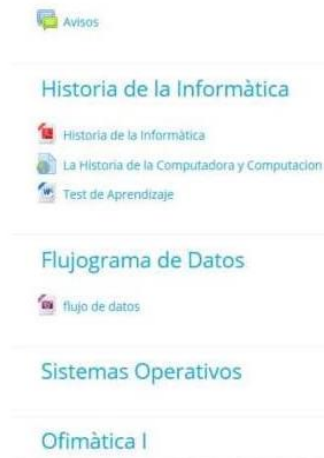 Avisos
Historia de la Informàtica
Historia de la Informàtica
La Historia de la Computadora y Computacion
Test de Aprendizaje
Flujograma de Datos
flujo de datos
Sistemas Operativos
Ofimàtica I